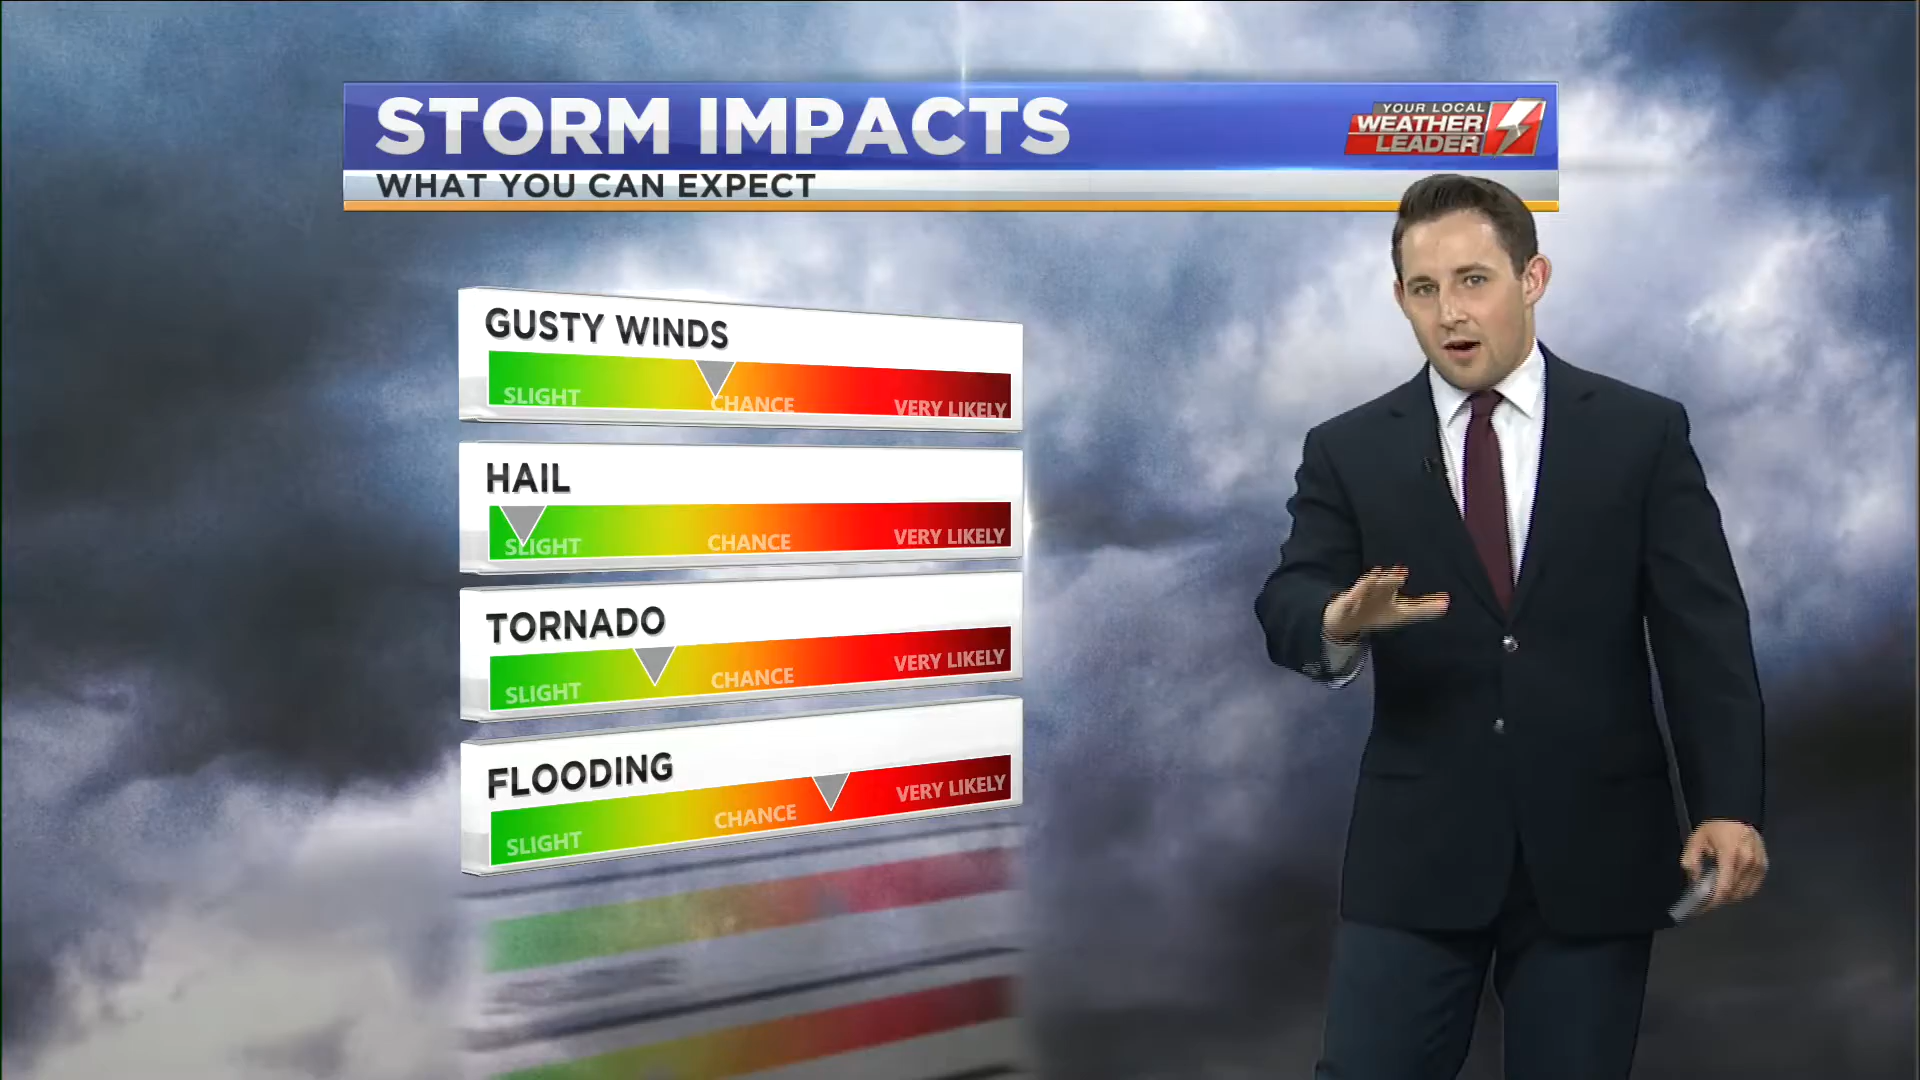 STORM IMPACTS
YOUR LOCAL
WEATHER
LEADER
WHAT YOU CAN EXPECT
GUSTY WINDS
SLIGHT CHANCE VERY LIKELY
HAIL
SLIGHT CHANCE VERY LIKELY
TORNADO
SLIGHT CHANCE VERY LIKELY
FLOODING
SLIGHT CHANCE VERY LIKELY